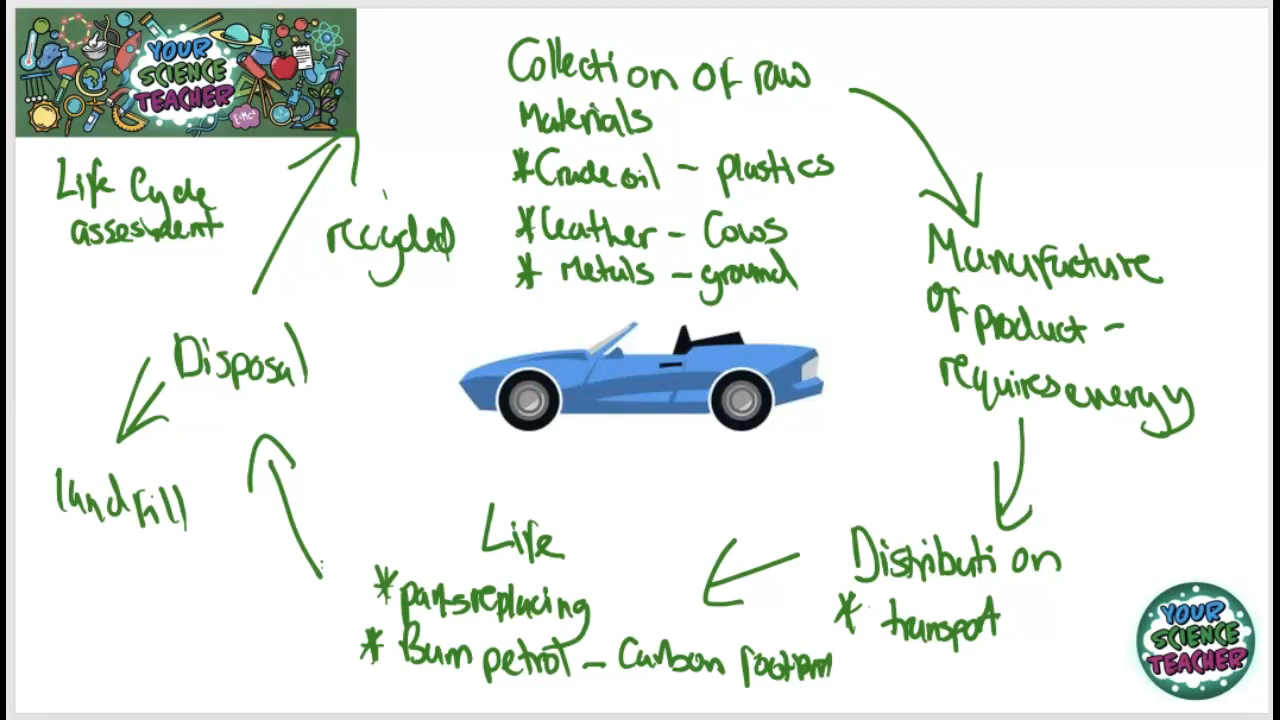 YOUR
SCIENCE
TEACHER
E=MC²
Life Cycle
assessment
recycled
Collection of raw
Materials
*Crude oil - plastics
*leather - Cows
* Metals - ground
Manufacture
of product -
requires energy
Distribution
* transport
Life
*parts replacing
* Burn petrol - Carbon footprint
Disposal
landfill
YOUR
SCIENCE
TEACHER